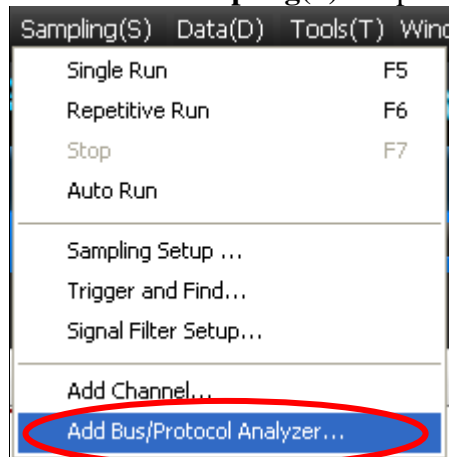 Sampling(S) Data(D) Tools(T)
Single Run F5
Repetitive Run F6
Stop F7
Auto Run
Sampling Setup ...
Trigger and Find...
Signal Filter Setup...
Add Channel...
Add Bus/Protocol Analyzer...